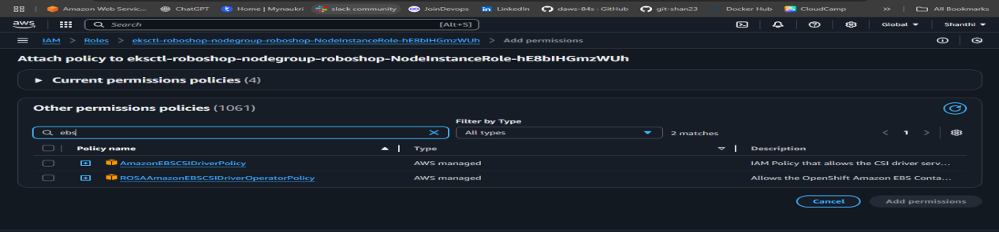 Amazon Web Servic... ChatGPT Home | Mynaukri slack community JoinDevops LinkedIn daws-84s · GitHub git-shan23 Docker Hub CloudCamp >> All Bookmarks
aws Search [Alt+S] Global Shanthi
IAM > Roles > eksctl-roboshop-nodegroup-roboshop-NodeInstanceRole-hE8bIHGmzWUh > Add permissions
Attach policy to eksctl-roboshop-nodegroup-roboshop-NodeInstanceRole-hE8bIHGmzWUh
Current permissions policies (4)
Other permissions policies (1061)
Filter by Type
ebs All types 2 matches < 1 >
Policy name Type Description
AmazonEBSCSIDriverPolicy AWS managed IAM Policy that allows the CSI driver serv...
ROSAAmazonEBSCSIDriverOperatorPolicy AWS managed Allows the OpenShift Amazon EBS Conta...
Cancel Add permissions